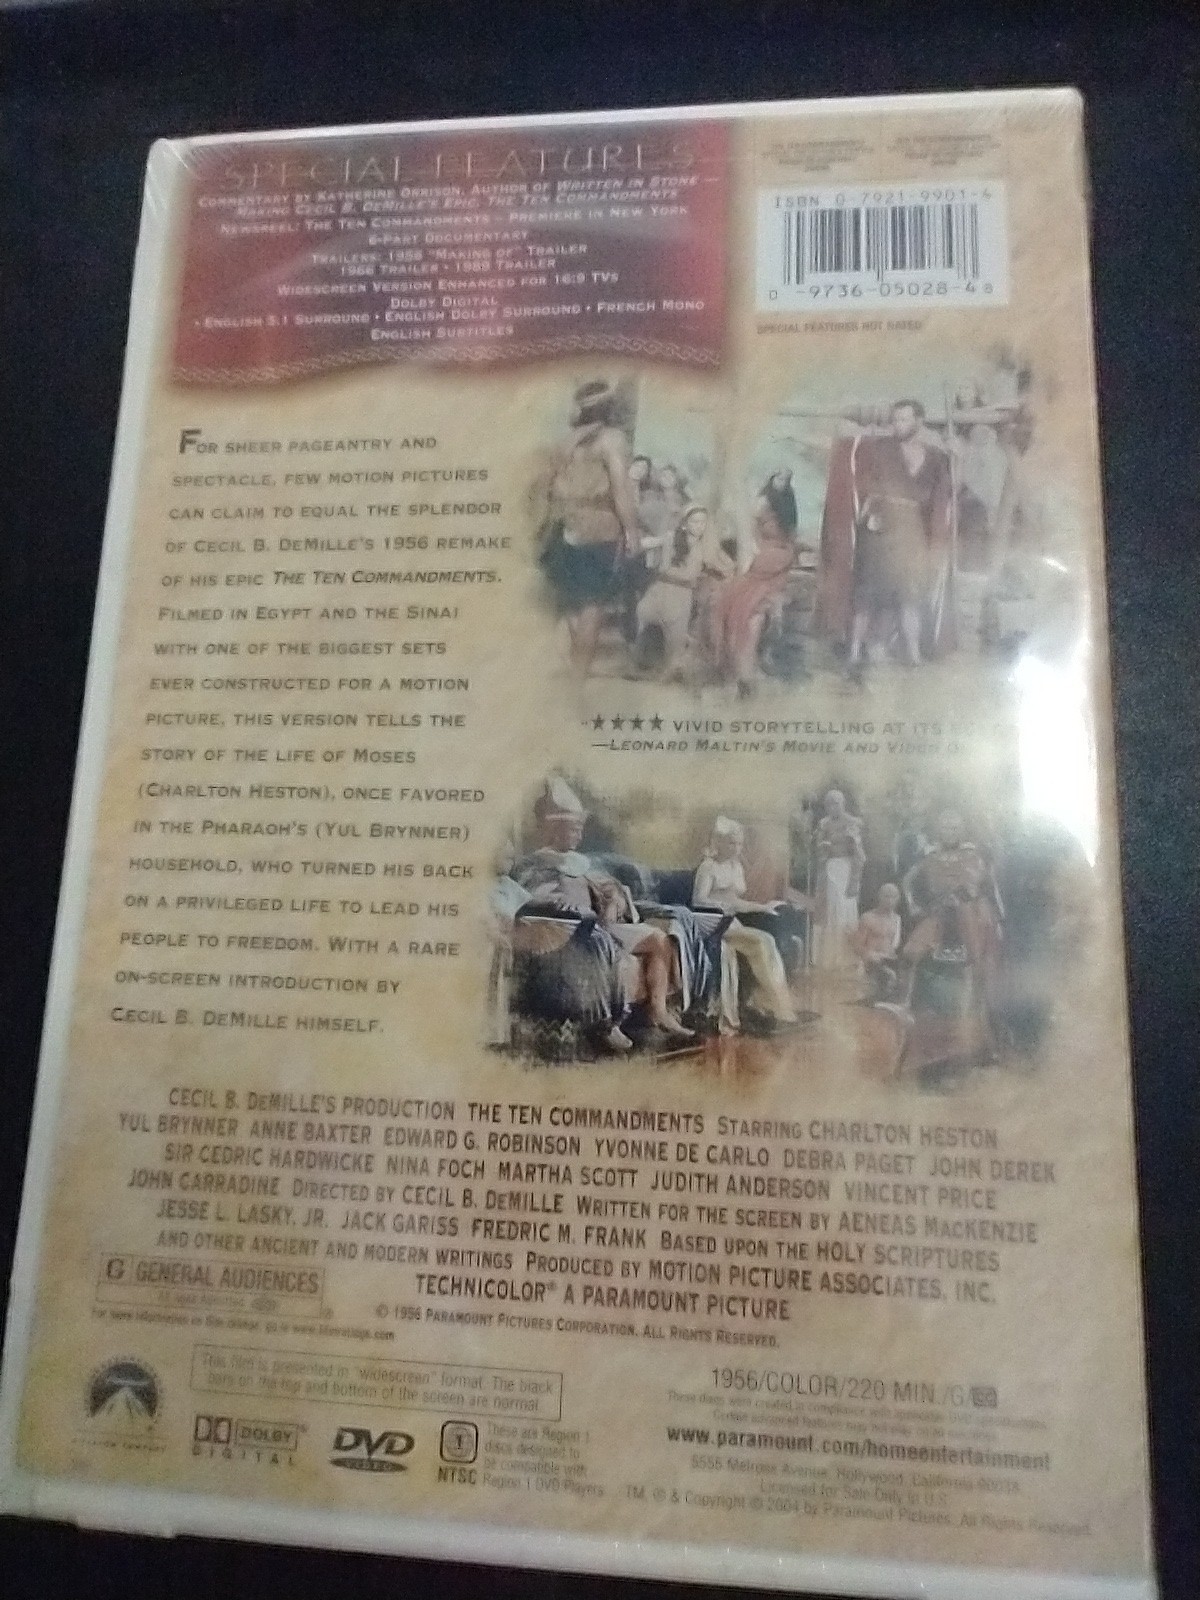 SPECIAL FEATURES
COMMENTARY BY KATHERINE ORRISON, AUTHOR OF WRITTEN IN STONE –
MAKING CECIL B. DEMILLE'S EPIC, THE TEN COMMANDMENTS
NEWSREEL: THE TEN COMMANDMENTS – PREMIERE IN NEW YORK
6-PART DOCUMENTARY
TRAILERS: 1956 "MAKING OF" TRAILER
1966 TRAILER • 1989 TRAILER
WIDESCREEN VERSION ENHANCED FOR 16:9 TVS
DOLBY DIGITAL
• ENGLISH 5.1 SURROUND • ENGLISH DOLBY SURROUND • FRENCH MONO
ENGLISH SUBTITLES
ISBN 0-7921-9901-4
0 -9736-05028-4 8
SPECIAL FEATURES NOT RATED
FOR SHEER PAGEANTRY AND
SPECTACLE, FEW MOTION PICTURES
CAN CLAIM TO EQUAL THE SPLENDOR
OF CECIL B. DEMILLE'S 1956 REMAKE
OF HIS EPIC THE TEN COMMANDMENTS.
FILMED IN EGYPT AND THE SINAI
WITH ONE OF THE BIGGEST SETS
EVER CONSTRUCTED FOR A MOTION
PICTURE, THIS VERSION TELLS THE
STORY OF THE LIFE OF MOSES
(CHARLTON HESTON), ONCE FAVORED
IN THE PHARAOH'S (YUL BRYNNER)
HOUSEHOLD, WHO TURNED HIS BACK
ON A PRIVILEGED LIFE TO LEAD HIS
PEOPLE TO FREEDOM. WITH A RARE
ON-SCREEN INTRODUCTION BY
CECIL B. DEMILLE HIMSELF.
"★★★★ VIVID STORYTELLING AT ITS
—LEONARD MALTIN'S MOVIE AND VIDEO
CECIL B. DEMILLE'S PRODUCTION THE TEN COMMANDMENTS STARRING CHARLTON HESTON
YUL BRYNNER ANNE BAXTER EDWARD G. ROBINSON YVONNE DE CARLO DEBRA PAGET JOHN DEREK
SIR CEDRIC HARDWICKE NINA FOCH MARTHA SCOTT JUDITH ANDERSON VINCENT PRICE
JOHN CARRADINE DIRECTED BY CECIL B. DEMILLE WRITTEN FOR THE SCREEN BY AENEAS MACKENZIE
JESSE L. LASKY, JR. JACK GARISS FREDRIC M. FRANK BASED UPON THE HOLY SCRIPTURES
AND OTHER ANCIENT AND MODERN WRITINGS PRODUCED BY MOTION PICTURE ASSOCIATES, INC.
TECHNICOLOR® A PARAMOUNT PICTURE
© 1956 PARAMOUNT PICTURES CORPORATION. ALL RIGHTS RESERVED.
G GENERAL AUDIENCES
This film is presented in "widescreen" format. The black
bars on the top and bottom of the screen are normal.
DOLBY
DIGITAL
DVD
VIDEO
1
NTSC
These are Region 1
discs designed to
be compatible with
Region 1 DVD Players.
1956/COLOR/220 MIN./G/
www.paramount.com/homeentertainment
5555 Melrose Avenue, Hollywood, California 90038
Licensed for Sale Only in U.S.
TM, ® & Copyright © 2004 by Paramount Pictures. All Rights Reserved.